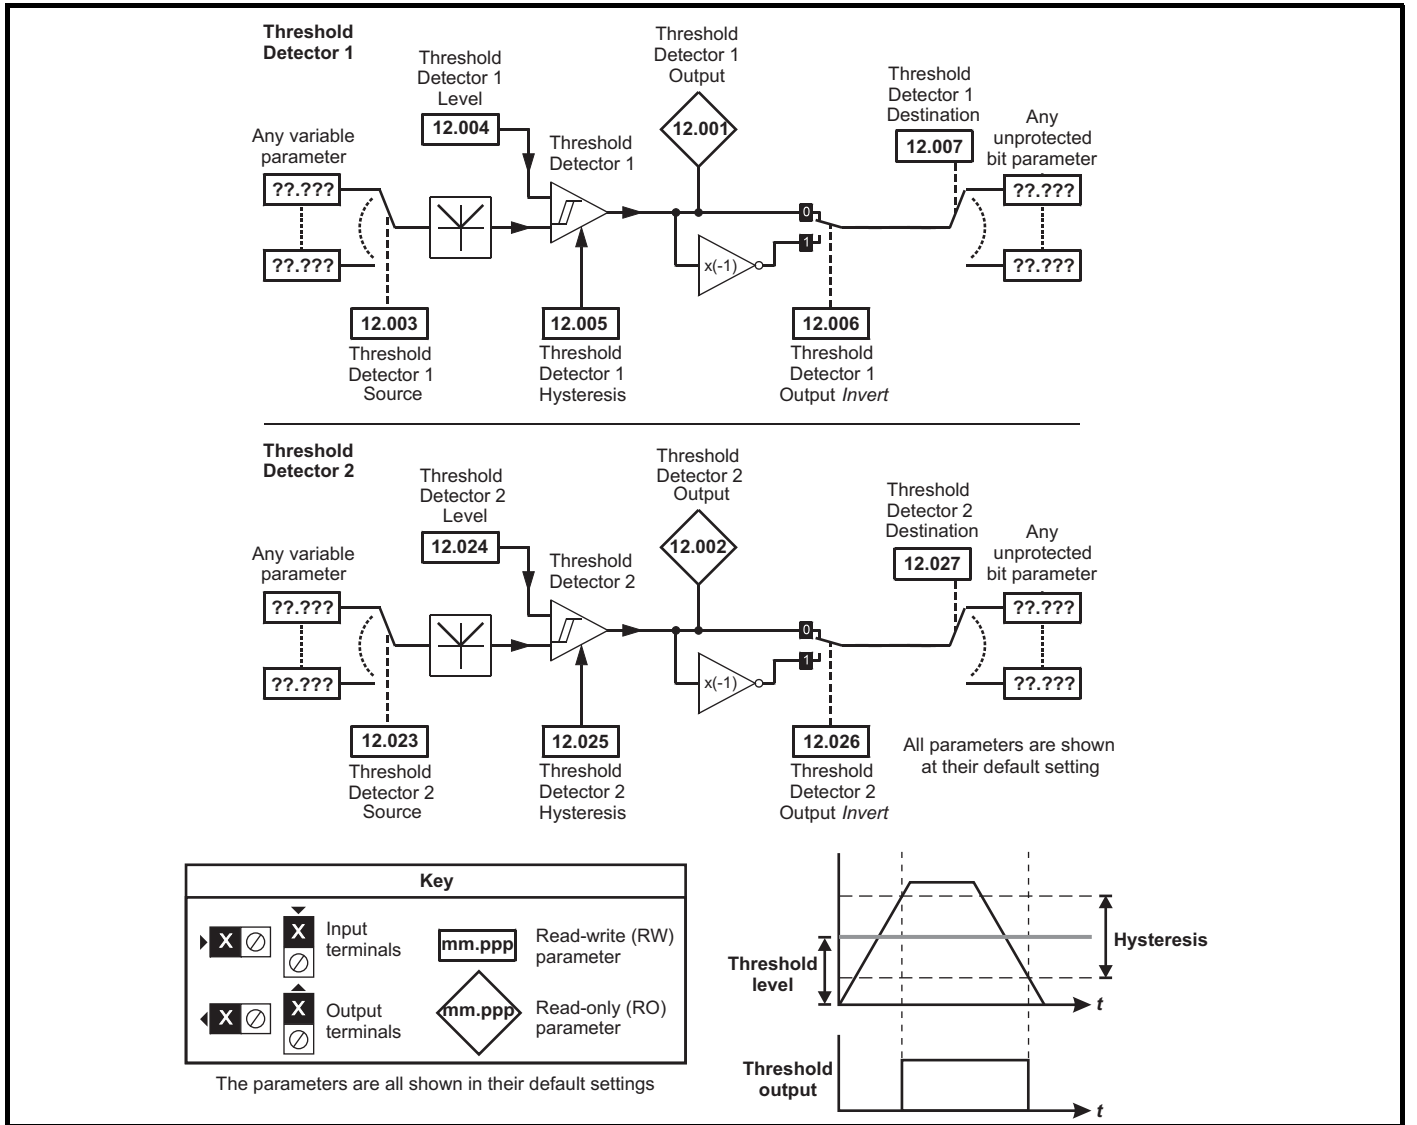 Threshold
Detector 1
Threshold
Detector 1
Level
12.004
Threshold
Detector 1
Output
12.001
Threshold
Detector 1
Destination
12.007
Any variable
parameter
??.???
??.???
Threshold
Detector 1
Any
unprotected
bit parameter
??.???
??.???
0
1
x(-1)
12.003
Threshold
Detector 1
Source
12.005
Threshold
Detector 1
Hysteresis
12.006
Threshold
Detector 1
Output Invert
Threshold
Detector 2
Threshold
Detector 2
Level
12.024
Threshold
Detector 2
Output
12.002
Threshold
Detector 2
Destination
12.027
Any variable
parameter
??.???
??.???
Threshold
Detector 2
Any
unprotected
bit parameter
??.???
??.???
0
1
x(-1)
12.023
Threshold
Detector 2
Source
12.025
Threshold
Detector 2
Hysteresis
12.026
Threshold
Detector 2
Output Invert
All parameters are shown
at their default setting
Key
X
X
Input
terminals
mm.ppp
Read-write (RW)
parameter
X
X
Output
terminals
mm.ppp
Read-only (RO)
parameter
The parameters are all shown in their default settings
Threshold
level
Hysteresis
t
Threshold
output
t